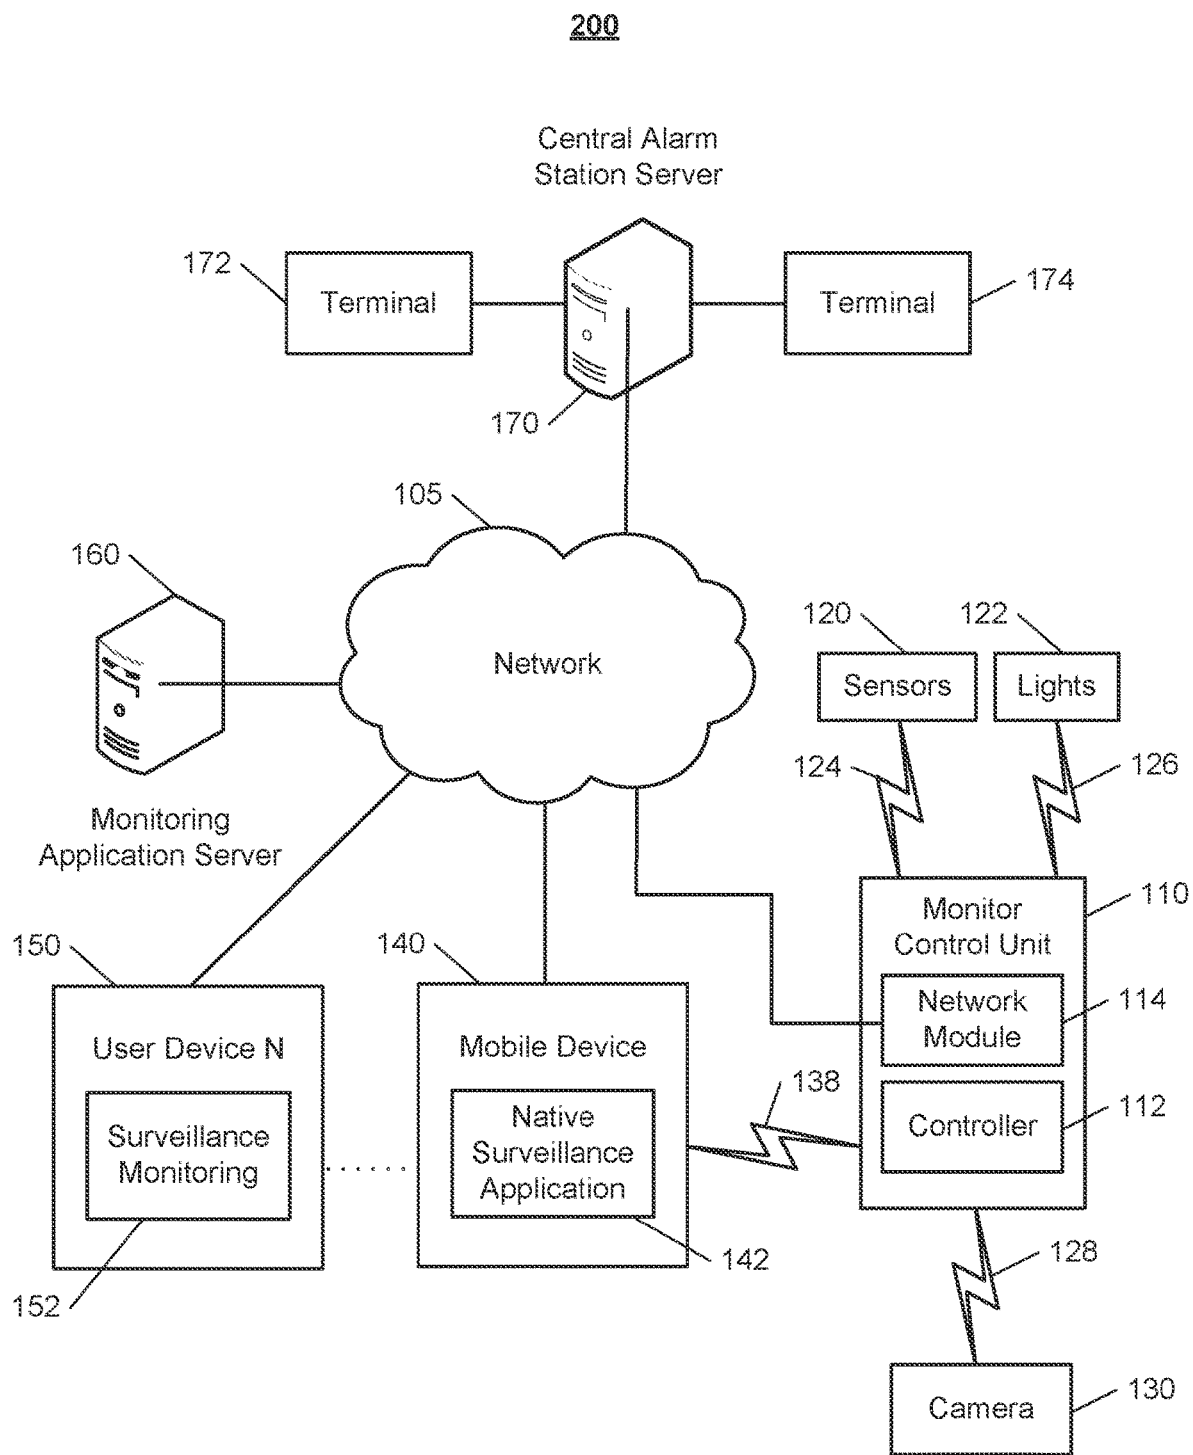 200
Central Alarm
Station Server
172
Terminal
Terminal
174
170
105
160
Network
120
122
Sensors
Lights
124
126
Monitoring
Application Server
110
Monitor
Control Unit
150
140
Network
Module
114
User Device N
Mobile Device
138
112
Controller
Surveillance
Monitoring
Native
Surveillance
Application
142
128
152
130
Camera